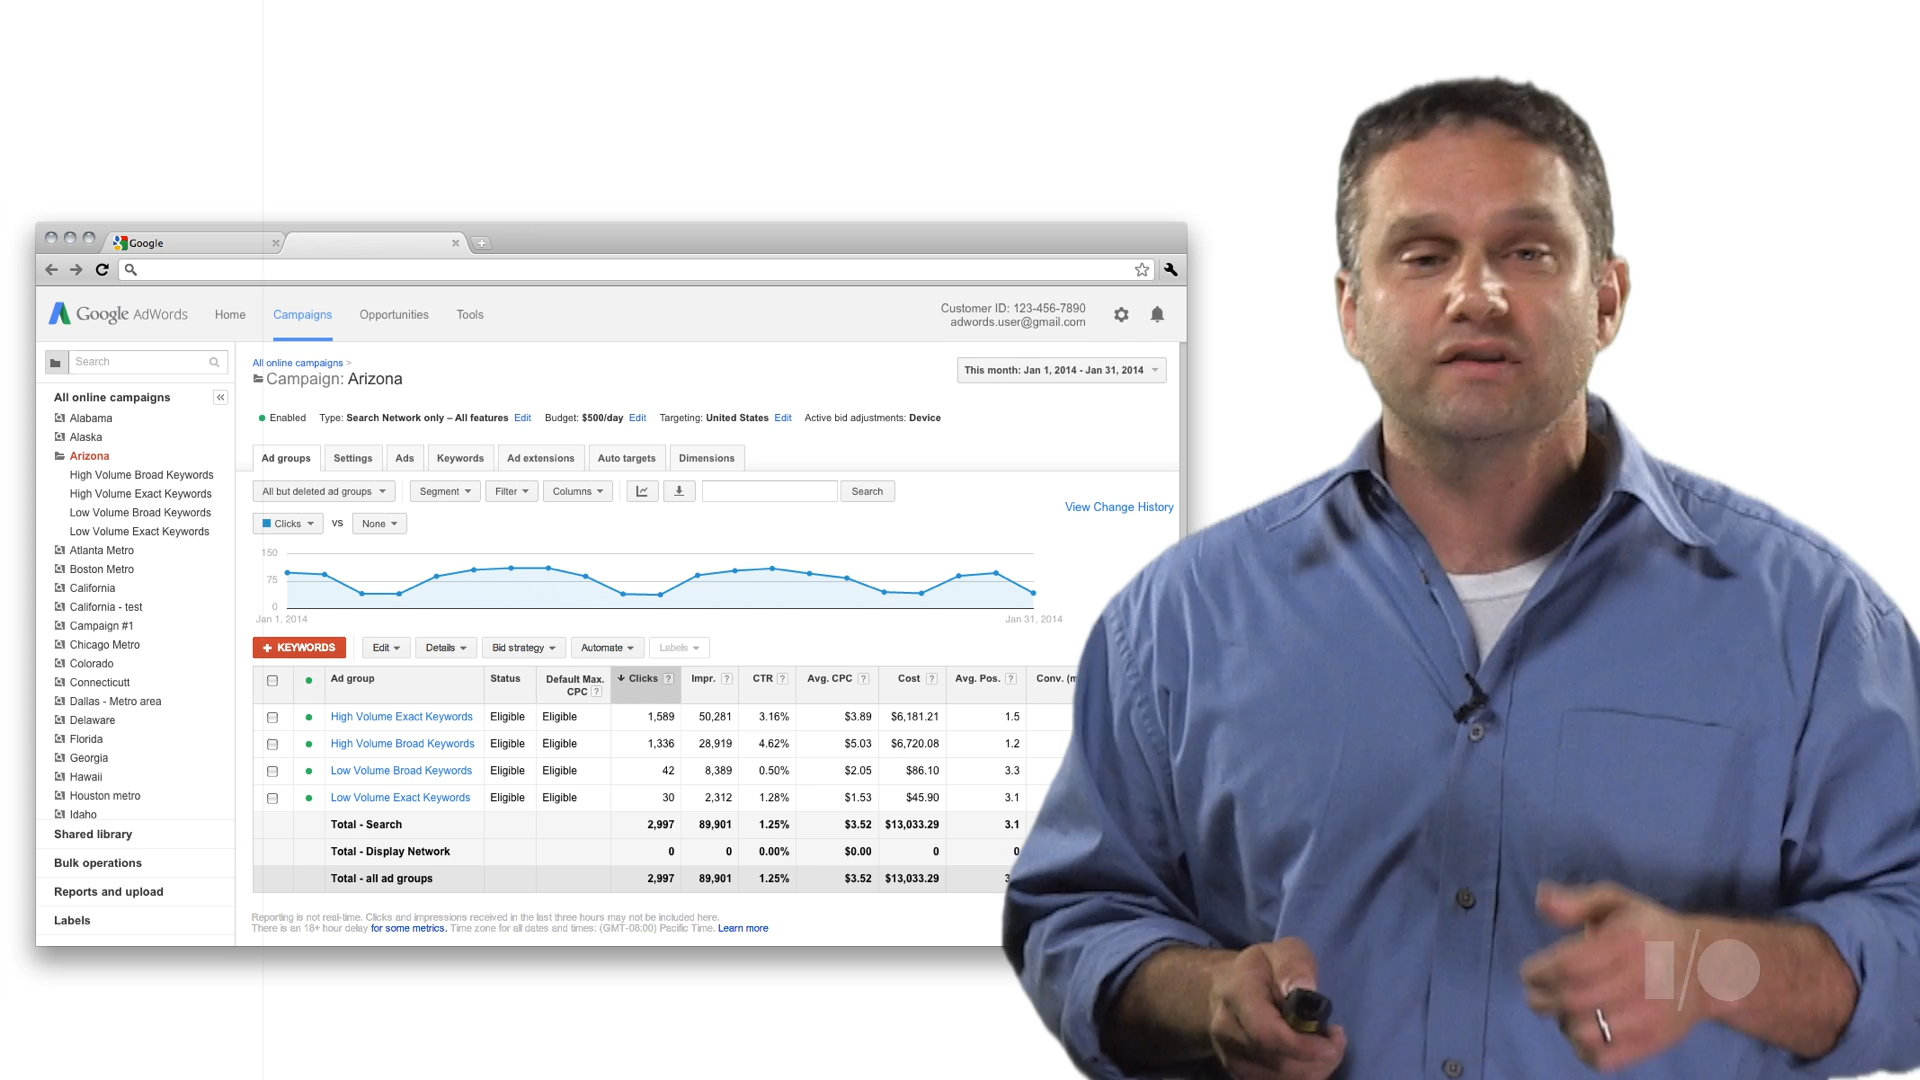 Google
Google AdWords
Home
Campaigns
Opportunities
Tools
Customer ID: 123-456-7890
adwords.user@gmail.com
Search
All online campaigns
Alabama
Alaska
Arizona
High Volume Broad Keywords
High Volume Exact Keywords
Low Volume Broad Keywords
Low Volume Exact Keywords
Atlanta Metro
Boston Metro
California
California - test
Campaign #1
Chicago Metro
Colorado
Connecticutt
Dallas - Metro area
Delaware
Florida
Georgia
Hawaii
Houston metro
Idaho
Shared library
Bulk operations
Reports and upload
Labels
All online campaigns >
Campaign: Arizona
This month: Jan 1, 2014 - Jan 31, 2014
Enabled Type: Search Network only – All features Edit Budget: $500/day Edit Targeting: United States Edit Active bid adjustments: Device
Ad groups Settings Ads Keywords Ad extensions Auto targets Dimensions
All but deleted ad groups Segment Filter Columns Search
View Change History
Clicks vs None
150
75
0
Jan 1, 2014 Jan 31, 2014
+ KEYWORDS Edit Details Bid strategy Automate Labels
Ad group Status Default Max. CPC ? Clicks ? Impr. ? CTR ? Avg. CPC ? Cost ? Avg. Pos. ? Conv. (m
High Volume Exact Keywords Eligible Eligible 1,589 50,281 3.16% $3.89 $6,181.21 1.5
High Volume Broad Keywords Eligible Eligible 1,336 28,919 4.62% $5.03 $6,720.08 1.2
Low Volume Broad Keywords Eligible Eligible 42 8,389 0.50% $2.05 $86.10 3.3
Low Volume Exact Keywords Eligible Eligible 30 2,312 1.28% $1.53 $45.90 3.1
Total - Search 2,997 89,901 1.25% $3.52 $13,033.29 3.1
Total - Display Network 0 0 0.00% $0.00 0 0
Total - all ad groups 2,997 89,901 1.25% $3.52 $13,033.29 3
Reporting is not real-time. Clicks and impressions received in the last three hours may not be included here.
There is an 18+ hour delay for some metrics. Time zone for all dates and times: (GMT-08:00) Pacific Time. Learn more
I/O